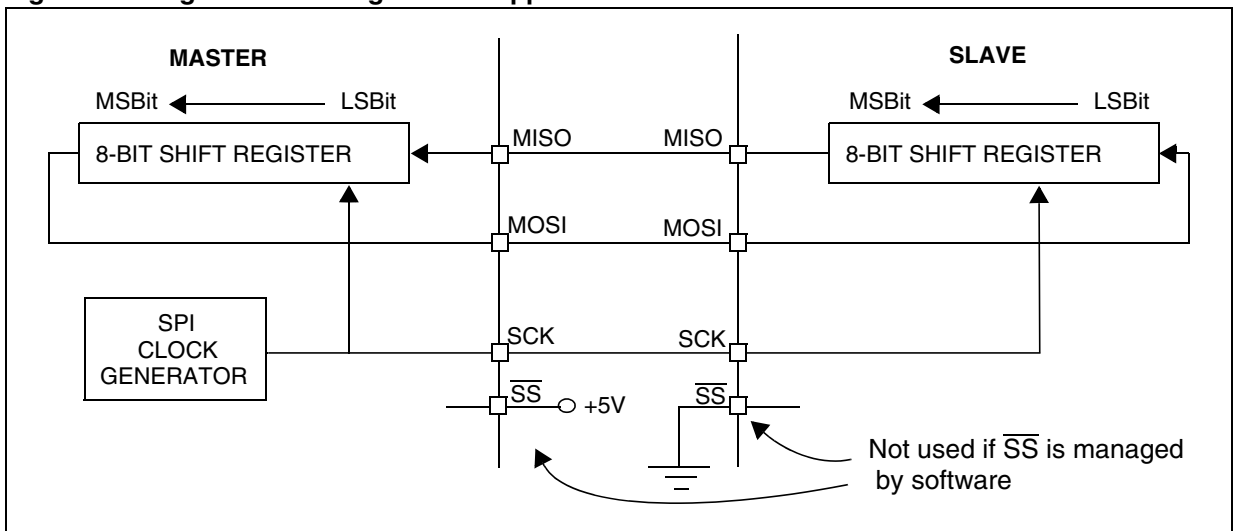 MASTER
SLAVE
MSBit
LSBit
MSBit
LSBit
8-BIT SHIFT REGISTER
MISO
MISO
8-BIT SHIFT REGISTER
MOSI
MOSI
SPI
CLOCK
GENERATOR
SCK
SCK
SS
+5V
SS
Not used if SS is managed
by software